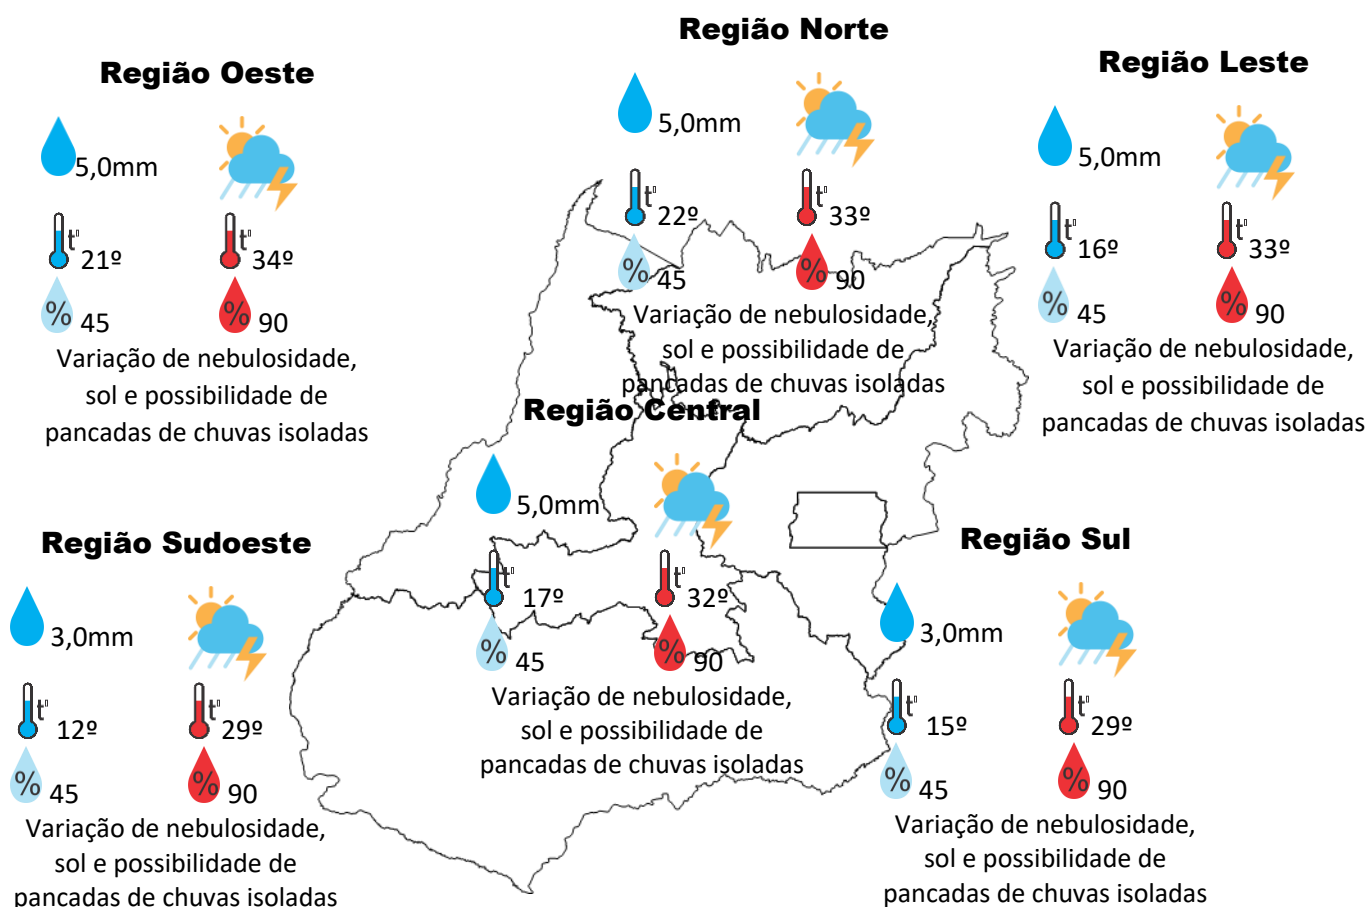 Região Norte
5,0mm
t°
22º
t°
33º
%
45
%
90
Variação de nebulosidade,
sol e possibilidade de
pancadas de chuvas isoladas
Região Oeste
5,0mm
t°
21º
t°
34º
%
45
%
90
Variação de nebulosidade,
sol e possibilidade de
pancadas de chuvas isoladas
Região Leste
5,0mm
t°
16º
t°
33º
%
45
%
90
Variação de nebulosidade,
sol e possibilidade de
pancadas de chuvas isoladas
Região Central
5,0mm
t°
17º
t°
32º
%
45
%
90
Variação de nebulosidade,
sol e possibilidade de
pancadas de chuvas isoladas
Região Sudoeste
3,0mm
t°
12º
t°
29º
%
45
%
90
Variação de nebulosidade,
sol e possibilidade de
pancadas de chuvas isoladas
Região Sul
3,0mm
t°
15º
t°
29º
%
45
%
90
Variação de nebulosidade,
sol e possibilidade de
pancadas de chuvas isoladas